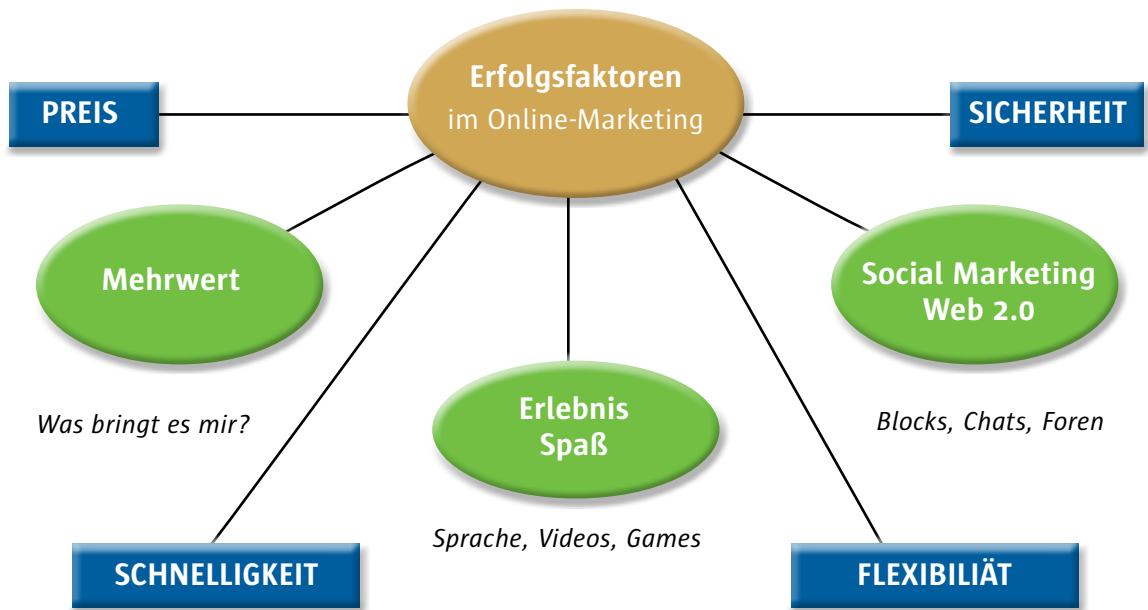 Erfolgsfaktoren
im Online-Marketing
PREIS
SICHERHEIT
Mehrwert
Social Marketing
Web 2.0
Was bringt es mir?
Erlebnis
Spaß
Blocks, Chats, Foren
Sprache, Videos, Games
SCHNELLIGKEIT
FLEXIBILIÄT